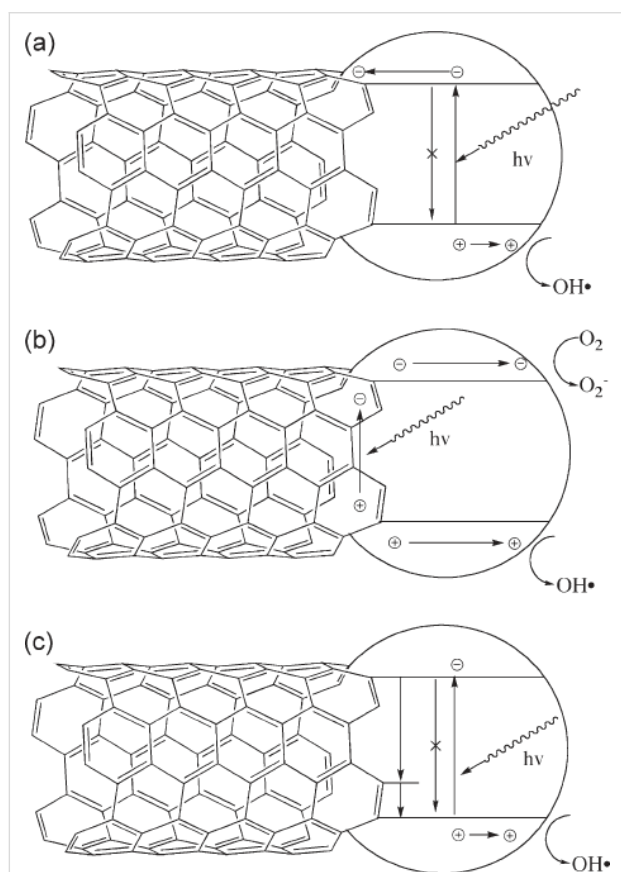 (a)
⊖ ⊖
×
hν
⊕ ⊕
OH•
(b)
⊖ ⊖
O₂
O₂⁻
⊖
hν
⊕
⊕ ⊕
OH•
(c)
⊖
×
hν
⊕ ⊕
OH•